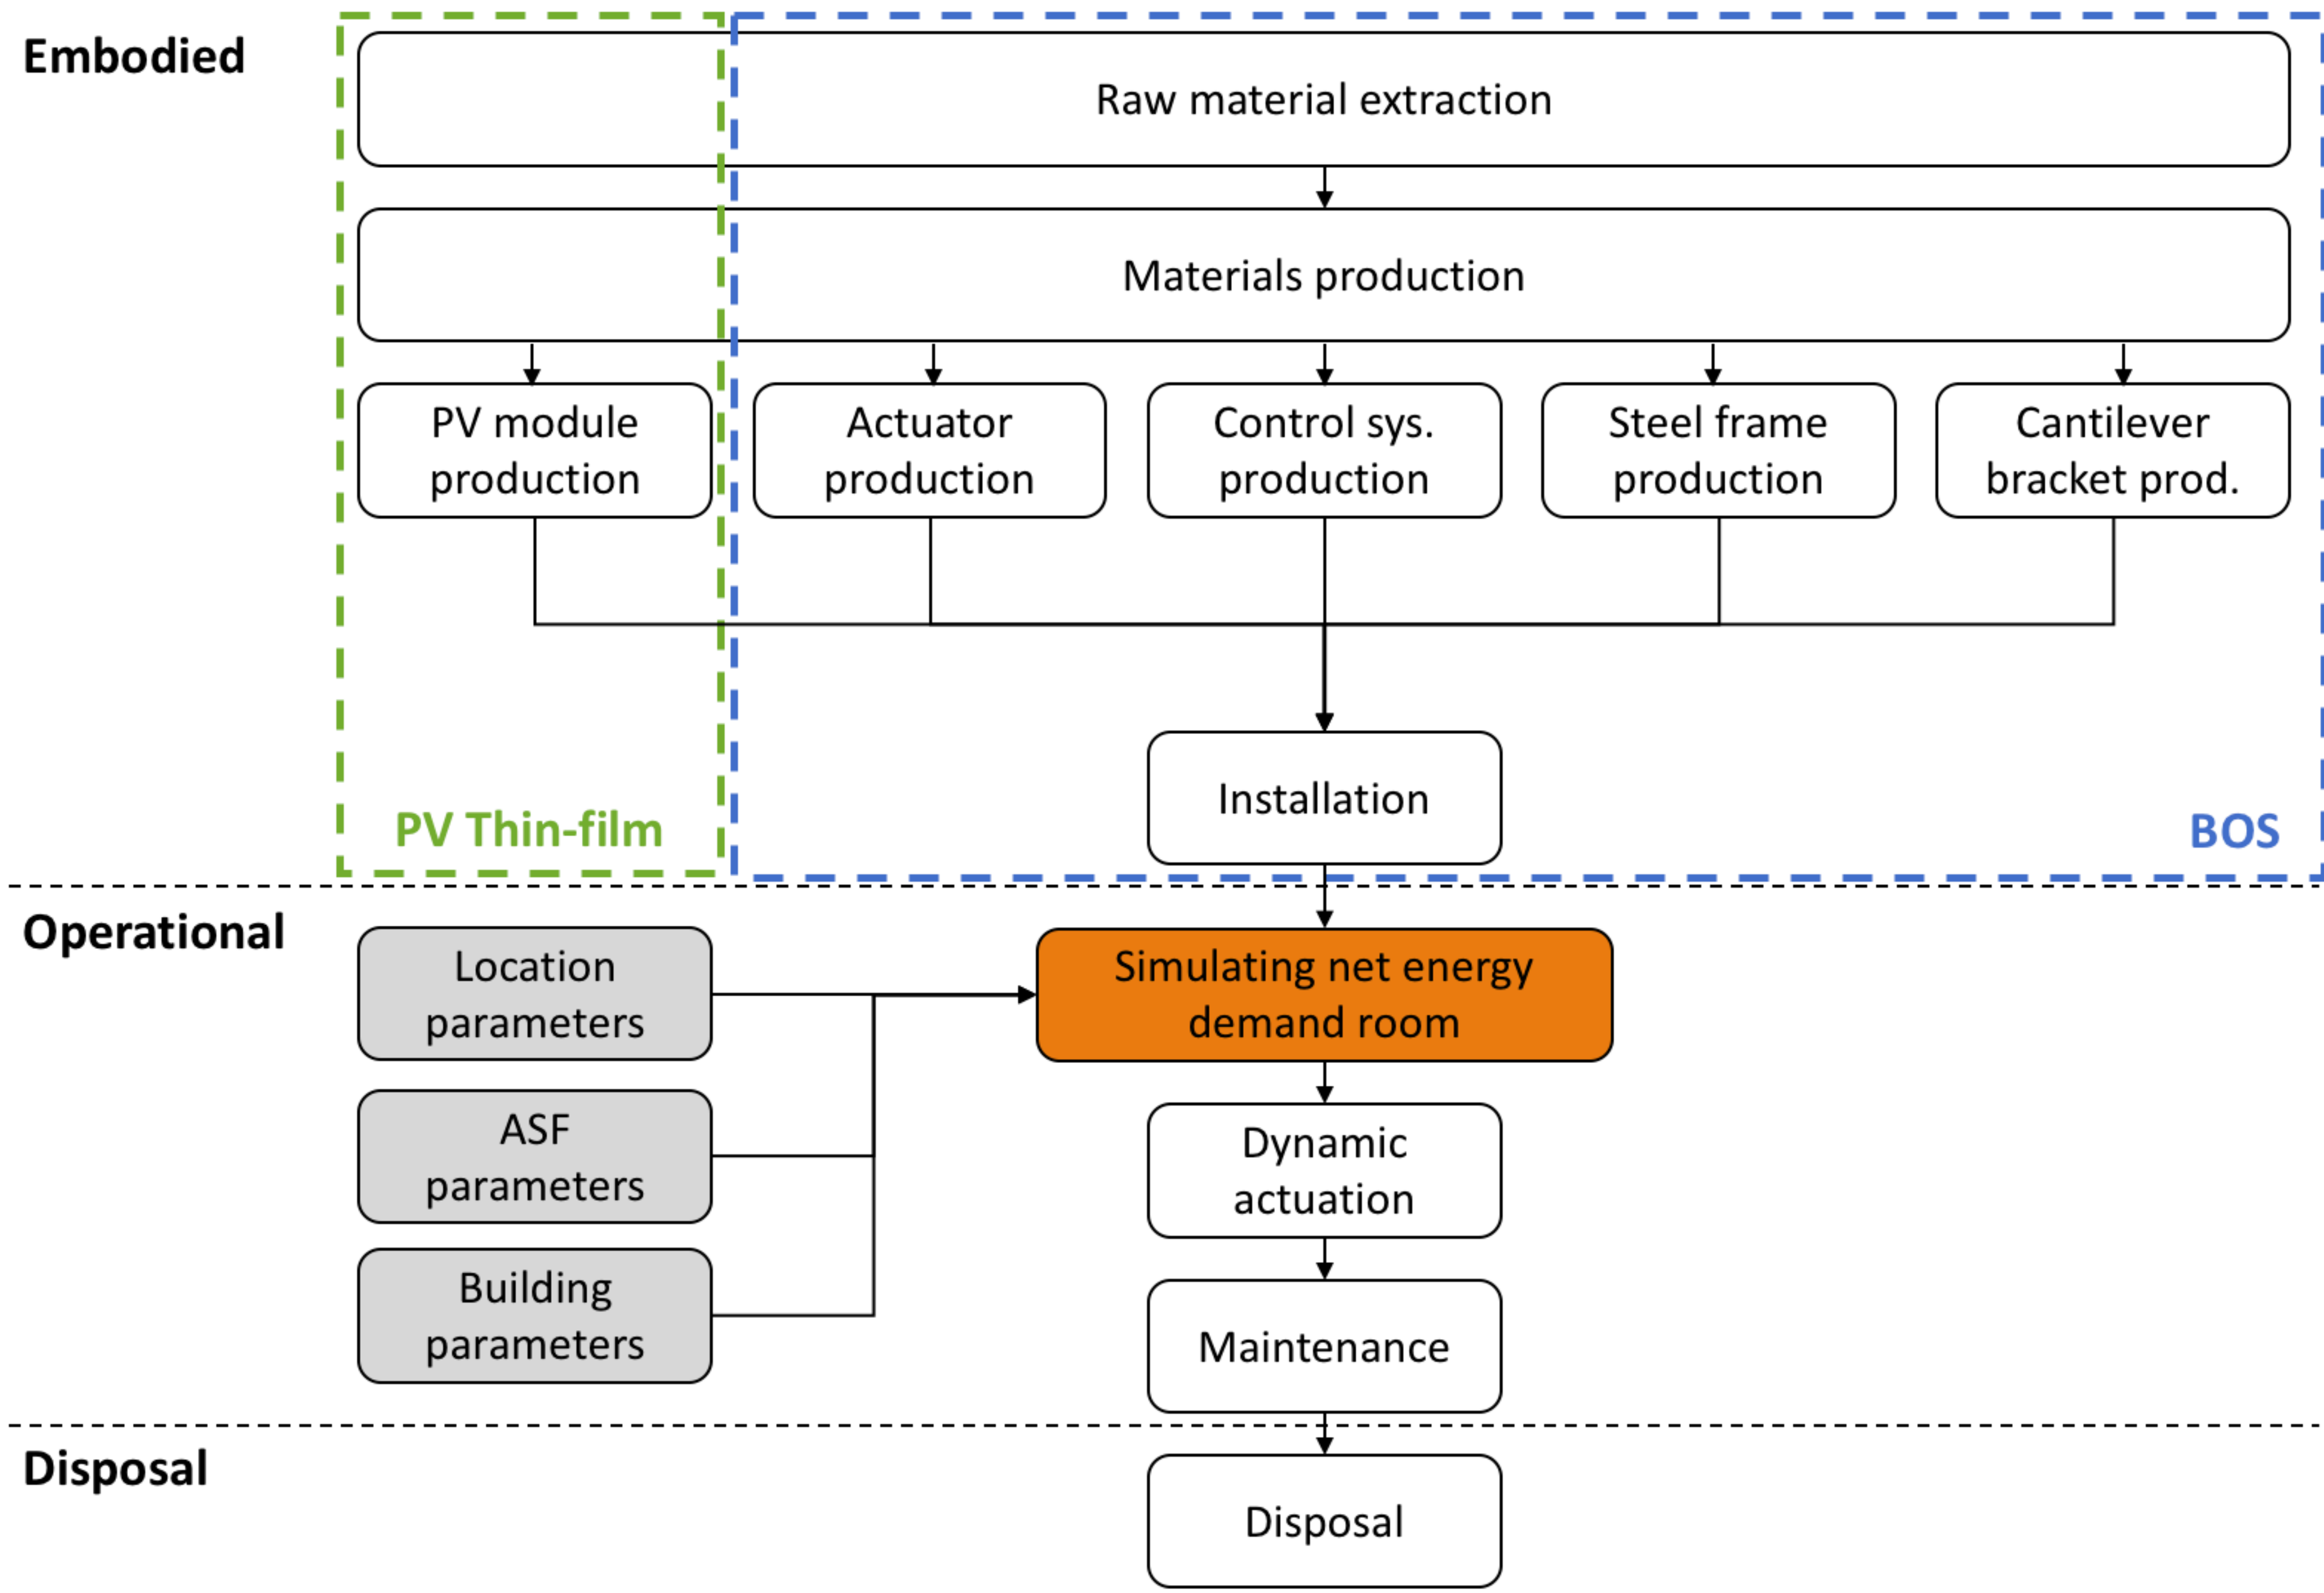 Embodied
Raw material extraction
Materials production
PV module
production
Actuator
production
Control sys.
production
Steel frame
production
Cantilever
bracket prod.
Installation
PV Thin-film
BOS
Operational
Location
parameters
Simulating net energy
demand room
ASF
parameters
Dynamic
actuation
Building
parameters
Maintenance
Disposal
Disposal